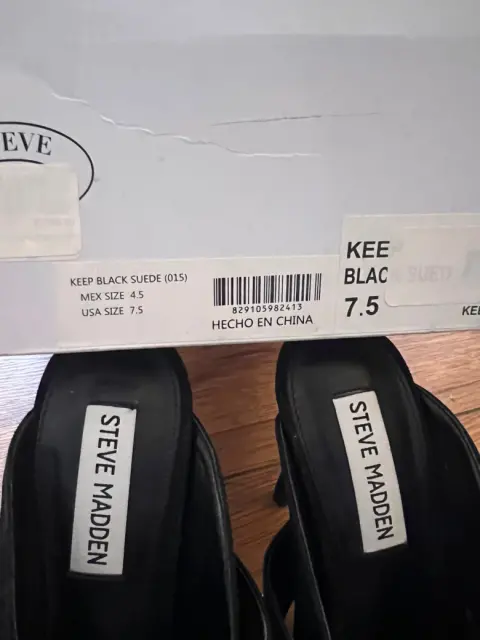 EVE
KEEP BLACK SUEDE (015)
MEX SIZE 4.5
USA SIZE 7.5
829105982413
HECHO EN CHINA
KEE
BLAC SUED
7.5
KEE
STEVE MADDEN
STEVE MADDEN